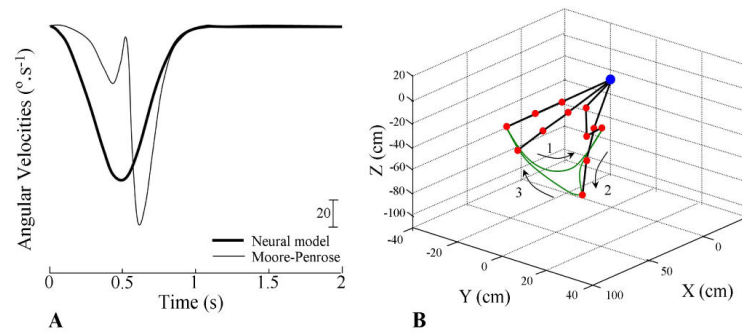 Angular Velocities (°.s⁻¹)
20
Neural model
Moore-Penrose
0 0.5 1 1.5 2
Time (s)
A
20
0
-20
-40
-60
-80
-100
Z (cm)
1
2
3
-40 -20 0 20 40
Y (cm)
100 50 0
X (cm)
B